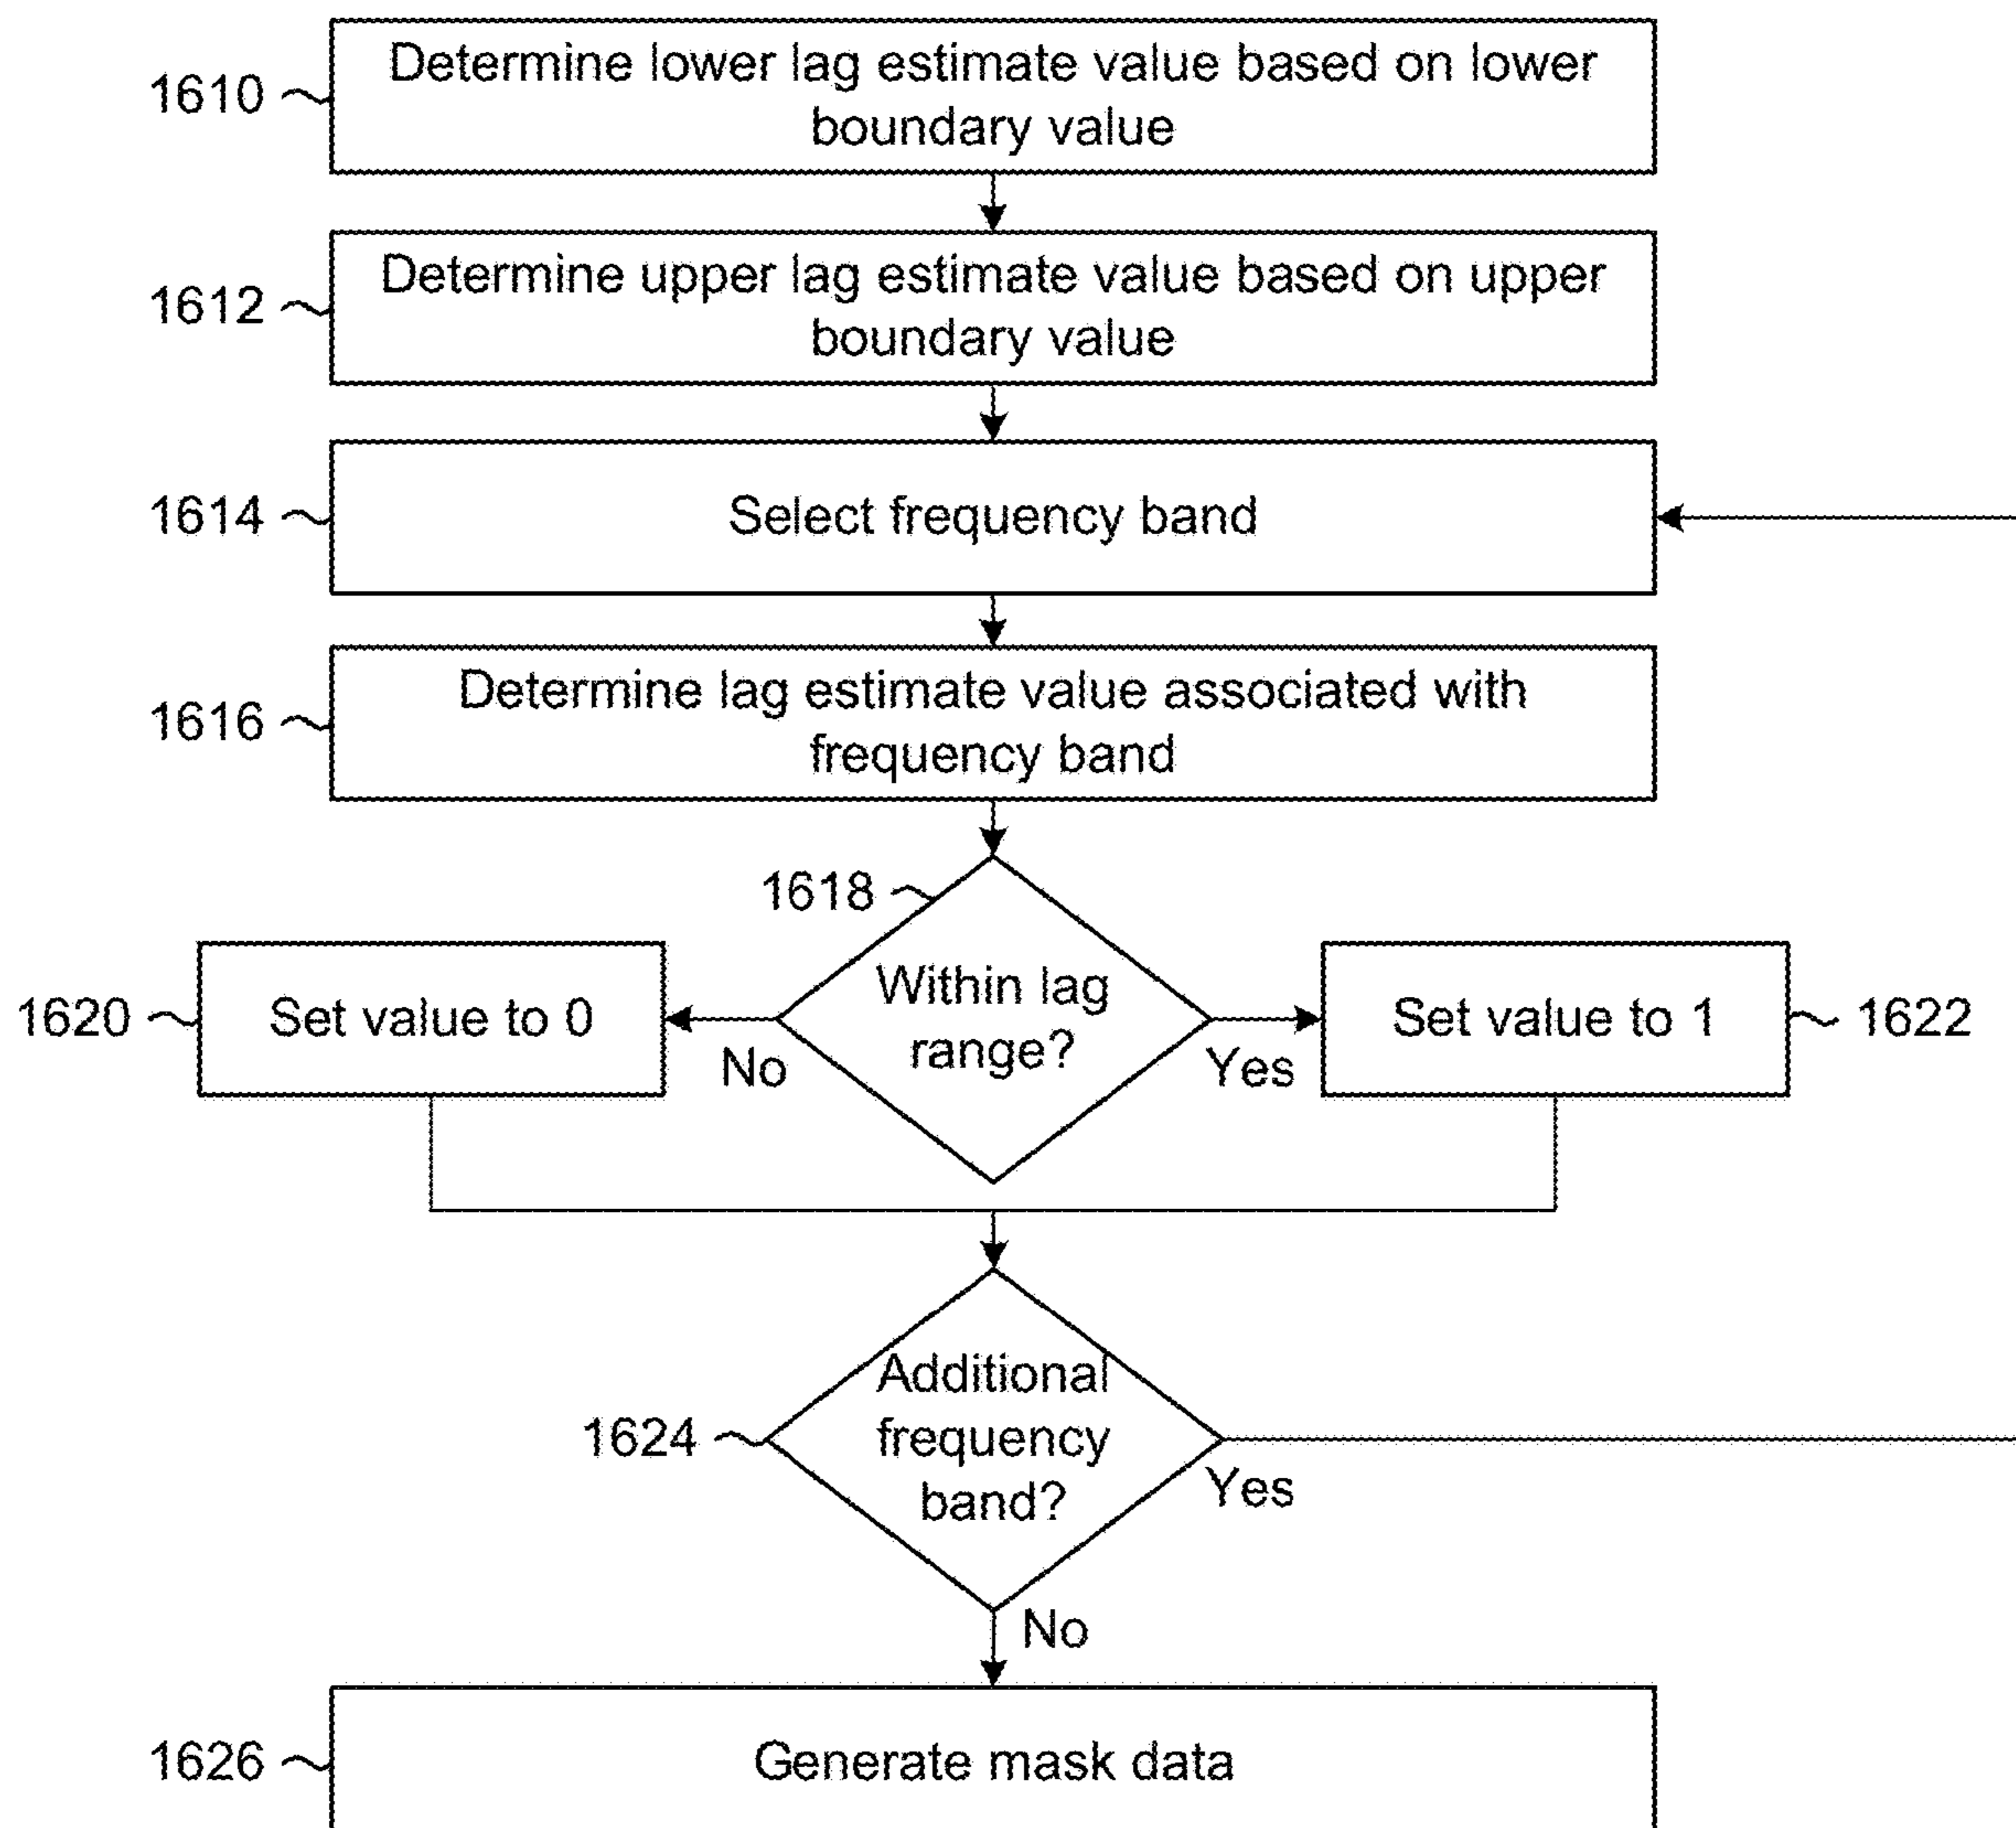 1610
Determine lower lag estimate value based on lower
boundary value
1612
Determine upper lag estimate value based on upper
boundary value
1614
Select frequency band
1616
Determine lag estimate value associated with
frequency band
1618
Within lag
range?
No
Yes
1620
Set value to 0
Set value to 1
1622
1624
Additional
frequency
band?
Yes
No
1626
Generate mask data